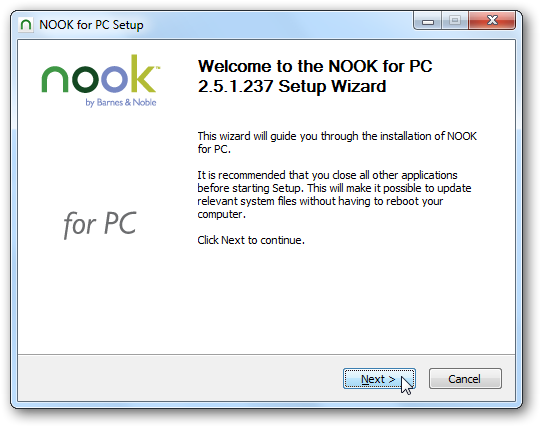 NOOK for PC Setup
nook™
by Barnes & Noble
for PC
Welcome to the NOOK for PC
2.5.1.237 Setup Wizard
This wizard will guide you through the installation of NOOK
for PC.
It is recommended that you close all other applications
before starting Setup. This will make it possible to update
relevant system files without having to reboot your
computer.
Click Next to continue.
Next >
Cancel